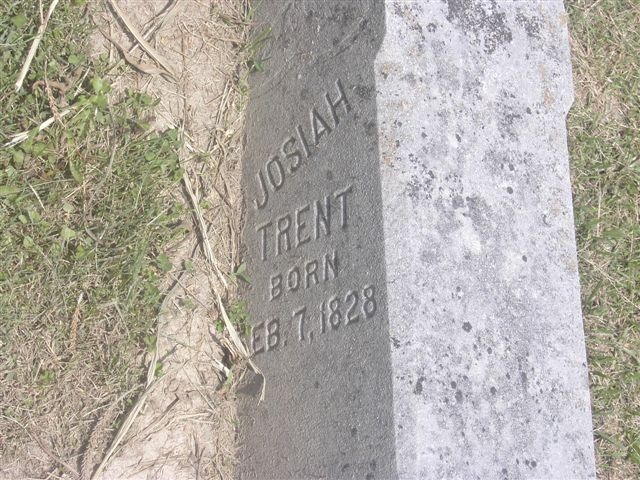 JOSIAH
TRENT
BORN
EB. 7, 1828